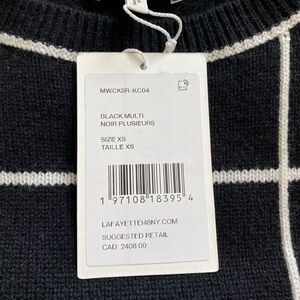 MWCK8R-KC04
BLACK MULTI
NOIR PLUSIEURS
SIZE XS
TAILLE XS
1 97108 18395 4
LAFAYETTE148NY.COM
SUGGESTED RETAIL
CAD 2408.00